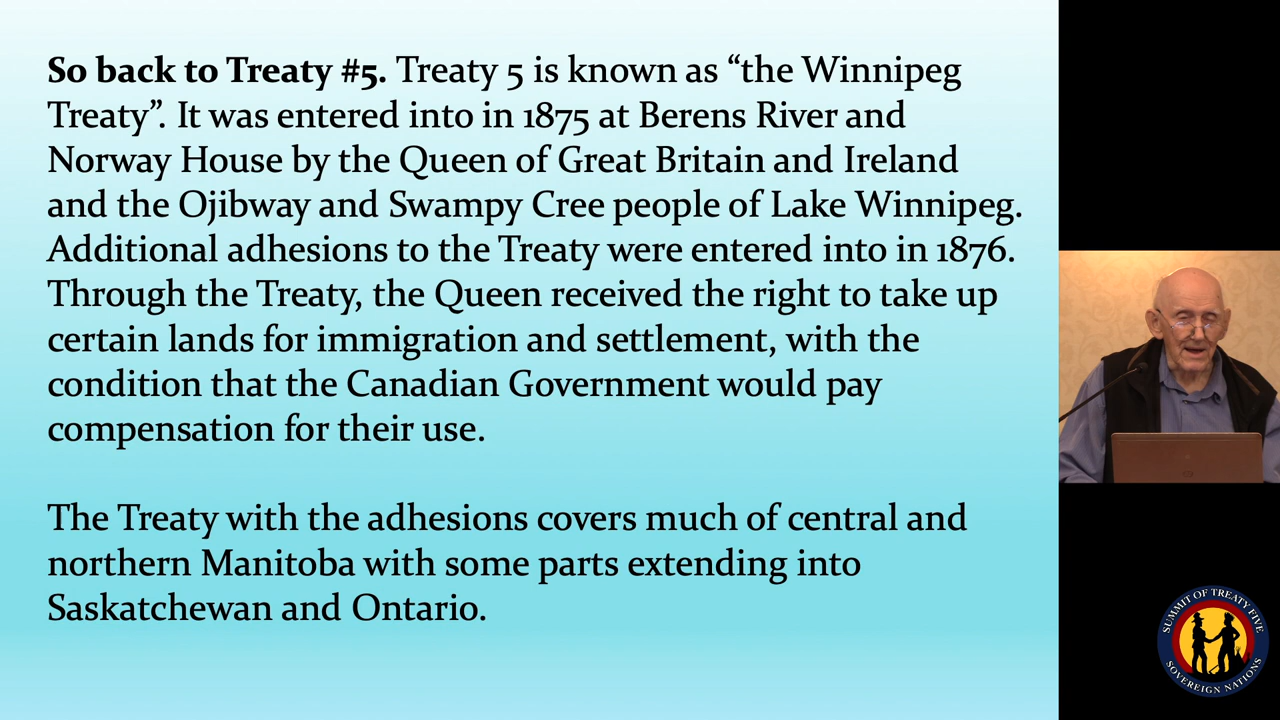 So back to Treaty #5. Treaty 5 is known as “the Winnipeg
Treaty”. It was entered into in 1875 at Berens River and
Norway House by the Queen of Great Britain and Ireland
and the Ojibway and Swampy Cree people of Lake Winnipeg.
Additional adhesions to the Treaty were entered into in 1876.
Through the Treaty, the Queen received the right to take up
certain lands for immigration and settlement, with the
condition that the Canadian Government would pay
compensation for their use.
The Treaty with the adhesions covers much of central and
northern Manitoba with some parts extending into
Saskatchewan and Ontario.
SUMMIT OF TREATY FIVE
SOVEREIGN NATIONS